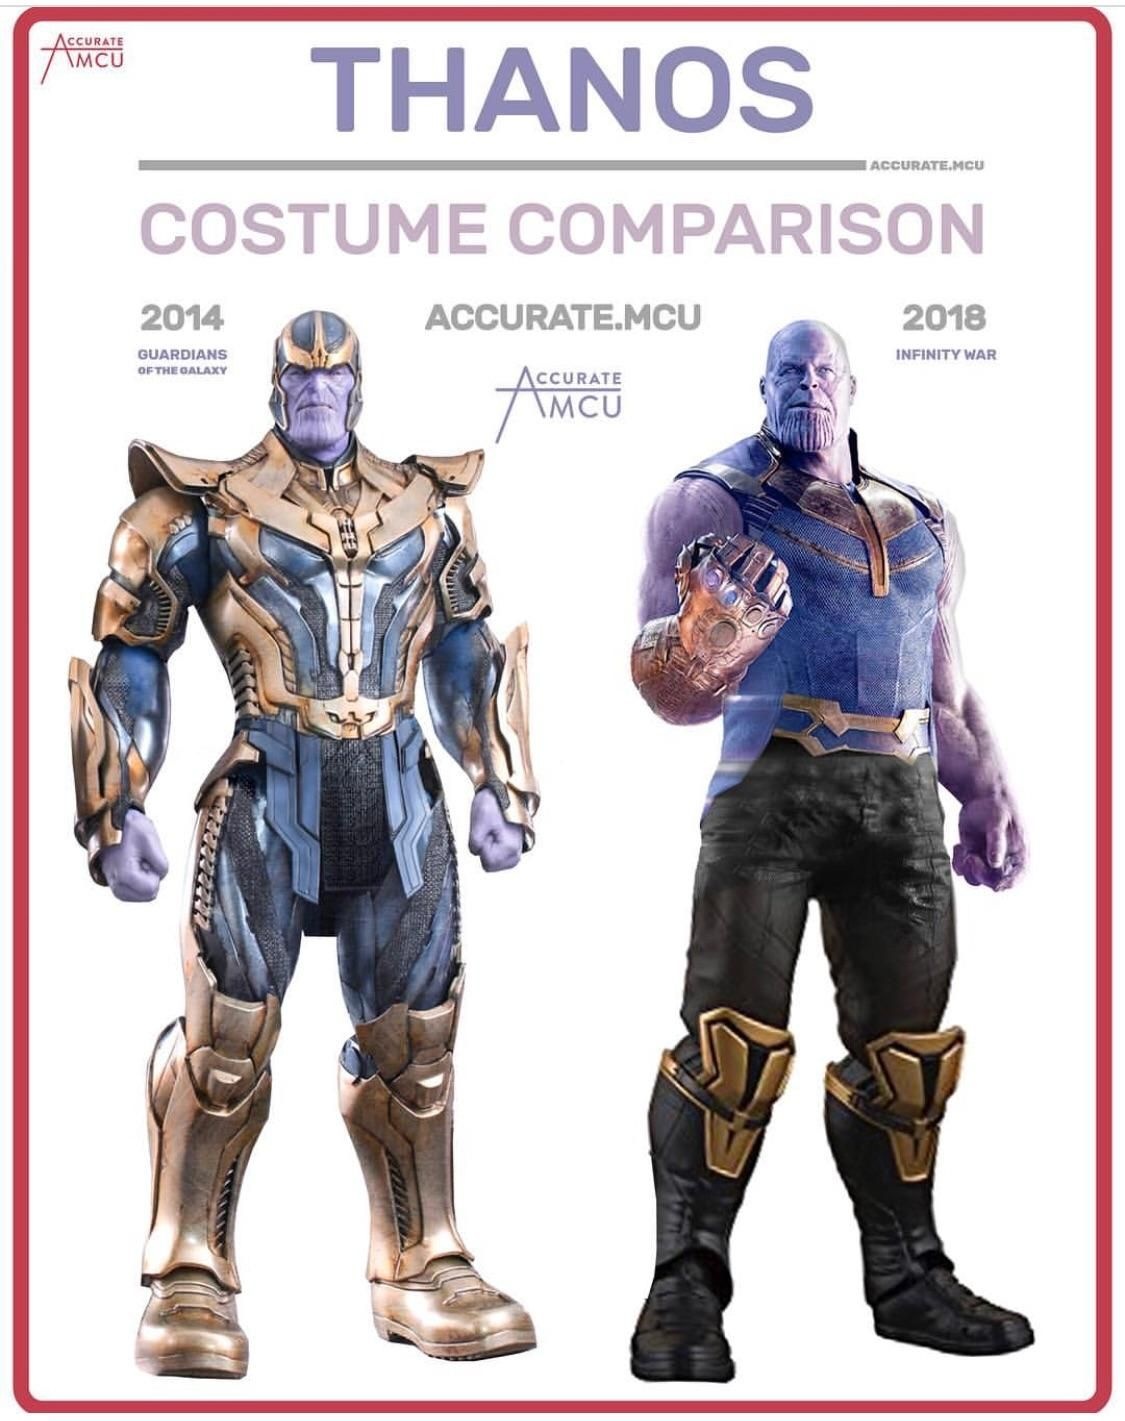 ACCURATE
MCU
THANOS
ACCURATE.MCU
COSTUME COMPARISON
2014
GUARDIANS
OF THE GALAXY
ACCURATE.MCU
ACCURATE
MCU
2018
INFINITY WAR